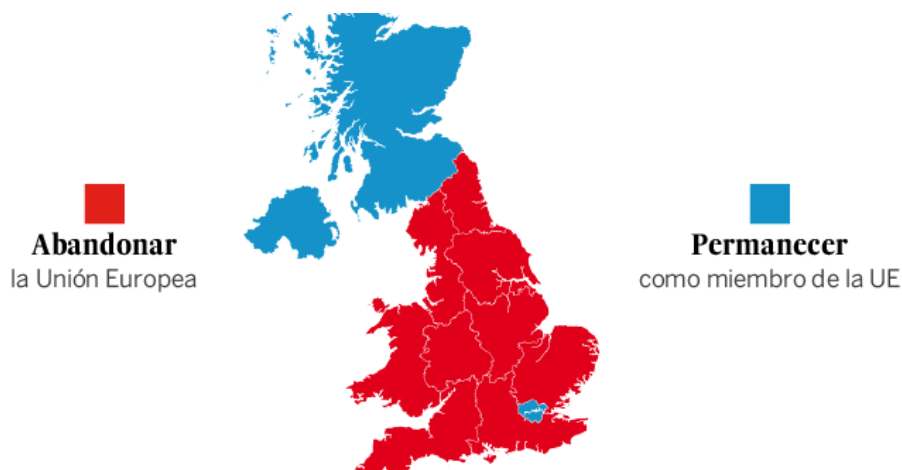 Abandonar
la Unión Europea
Permanecer
como miembro de la UE